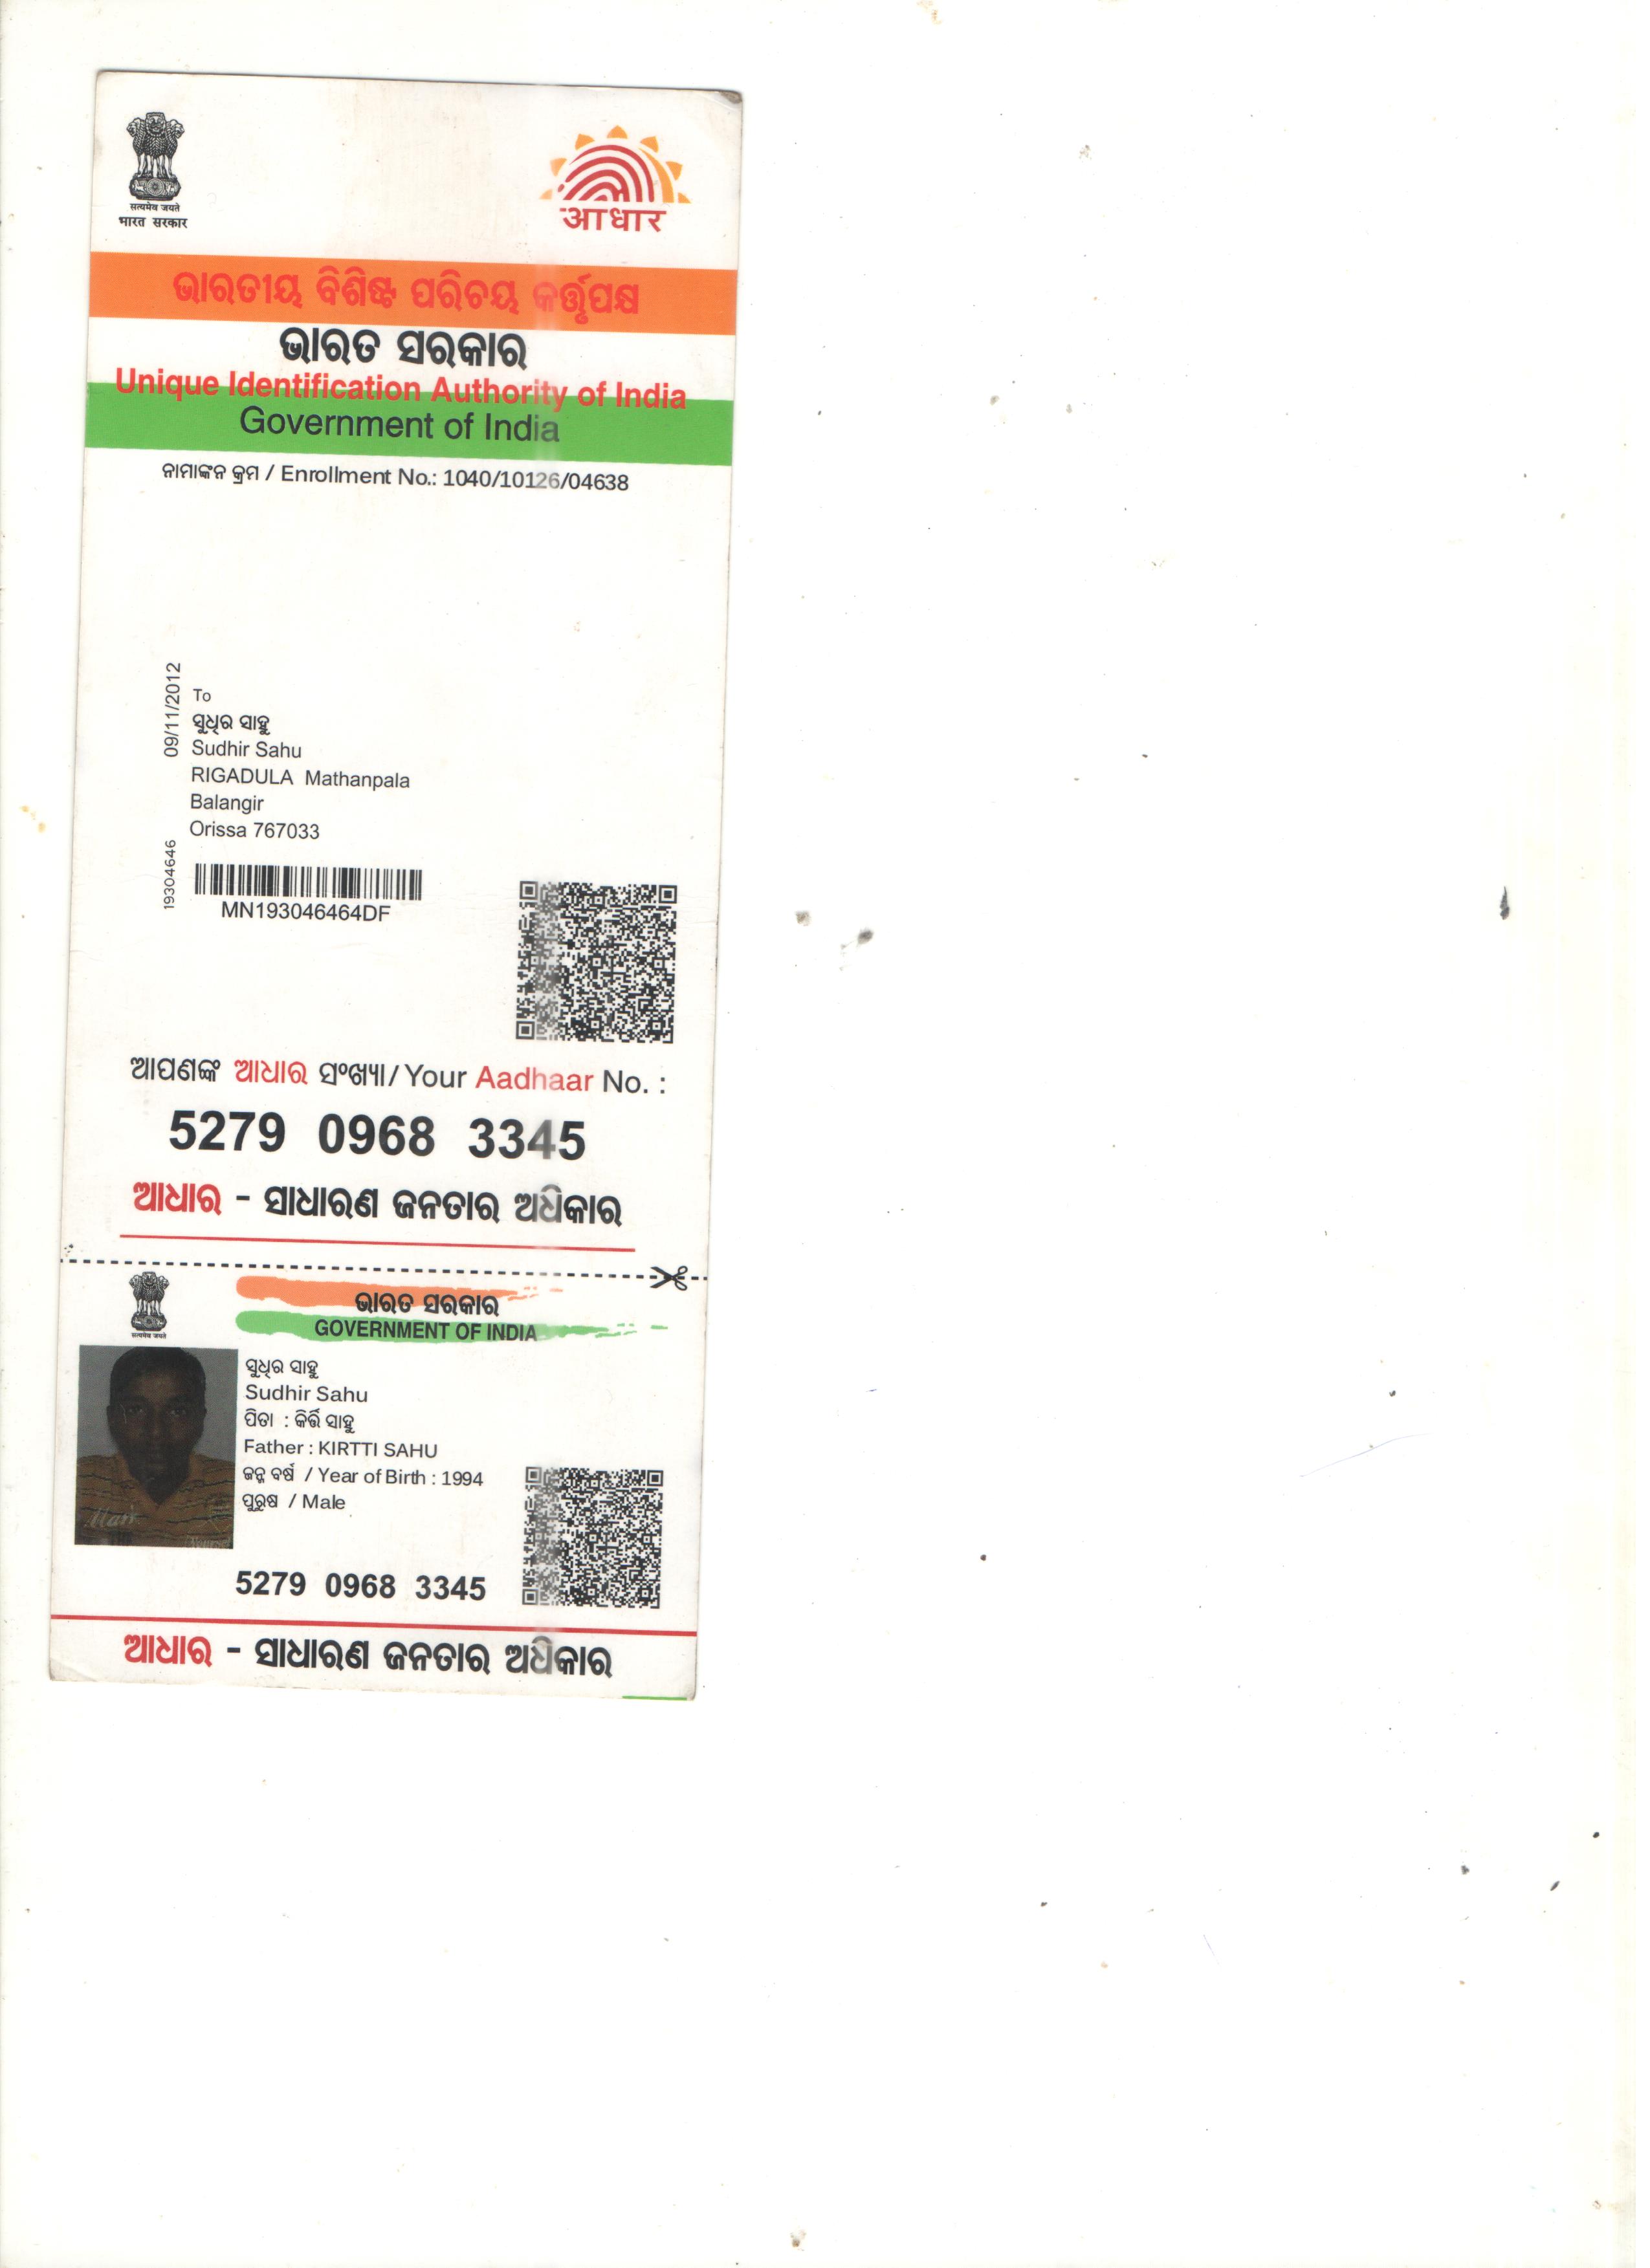 सत्यमेव जयते
भारत सरकार
आधार
ଭାରତୀୟ ବିଶିଷ୍ଟ ପରିଚୟ କର୍ତ୍ତୃପକ୍ଷ
ଭାରତ ସରକାର
Unique Identification Authority of India
Government of India
ନାମାଙ୍କନ କ୍ରମ / Enrollment No.: 1040/10126/04638
09/11/2012
To
ସୁଧିର ସାହୁ
Sudhir Sahu
RIGADULA Mathanpala
Balangir
Orissa 767033
19304646
MN193046464DF
ଆପଣଙ୍କ ଆଧାର ସଂଖ୍ୟା/ Your Aadhaar No. :
5279 0968 3345
ଆଧାର - ସାଧାରଣ ଜନତାର ଅଧିକାର
सत्यमेव जयते
ଭାରତ ସରକାର
GOVERNMENT OF INDIA
ସୁଧିର ସାହୁ
Sudhir Sahu
ପିତା : କିର୍ତ୍ତି ସାହୁ
Father : KIRTTI SAHU
ଜନ୍ମ ବର୍ଷ / Year of Birth : 1994
ପୁରୁଷ / Male
5279 0968 3345
ଆଧାର - ସାଧାରଣ ଜନତାର ଅଧିକାର